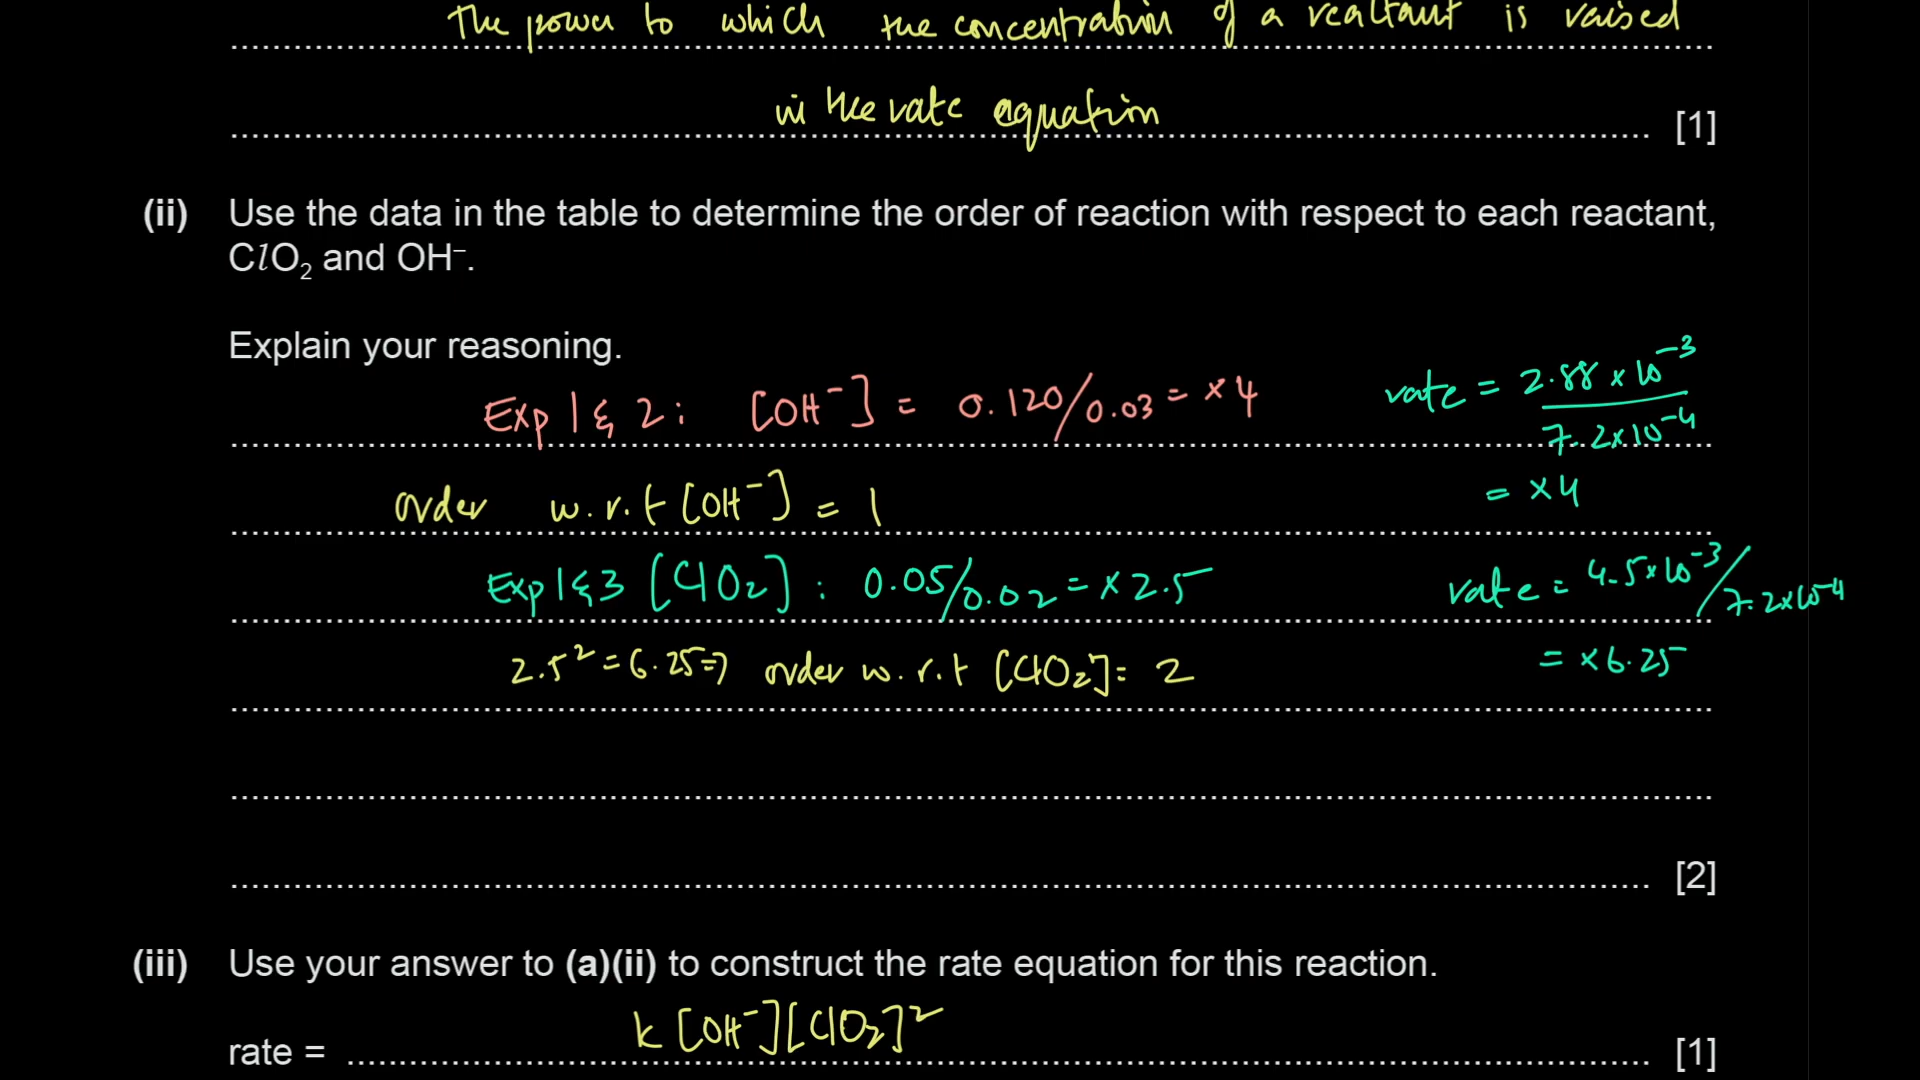 The power to which the concentration of a reactant is raised
in the rate equation [1]
(ii) Use the data in the table to determine the order of reaction with respect to each reactant,
ClO₂ and OH⁻.
Explain your reasoning.
Exp 1 & 2: [OH⁻] = 0.120/0.03 = ×4 rate = 2.88 × 10⁻³ / 7.2×10⁻⁴
order w.r.t [OH⁻] = 1 = ×4
Exp 1&3 [ClO₂] : 0.05/0.02 = ×2.5 rate = 4.5×10⁻³/7.2×10⁻⁴
2.5² = 6.25 ⇒ order w.r.t [ClO₂] = 2 = ×6.25
[2]
(iii) Use your answer to (a)(ii) to construct the rate equation for this reaction.
rate = k [OH⁻][ClO₂]² [1]